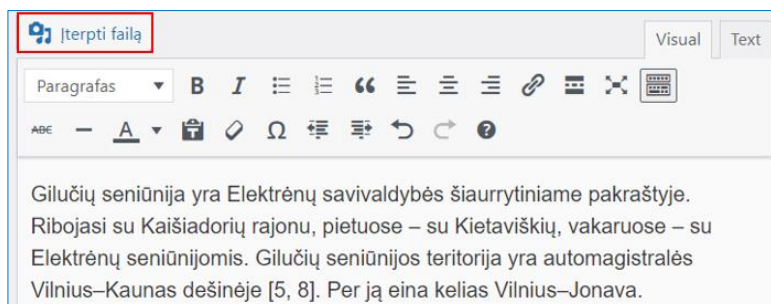 Įterpti failą
Visual Text
Paragrafas B I
ABC A Ω
Gilučių seniūnija yra Elektrėnų savivaldybės šiaurrytiniame pakraštyje.
Ribojasi su Kaišiadorių rajonu, pietuose – su Kietaviškių, vakaruose – su
Elektrėnų seniūnijomis. Gilučių seniūnijos teritorija yra automagistralės
Vilnius–Kaunas dešinėje [5, 8]. Per ją eina kelias Vilnius–Jonava.